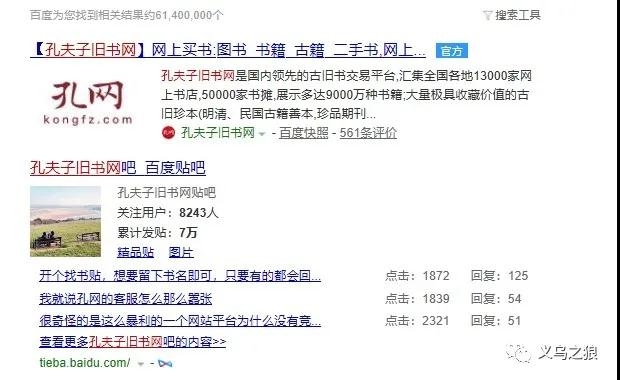 百度为您找到相关结果约61,400,000个
搜索工具
【孔夫子旧书网】网上买书:图书 书籍 古籍 二手书,网上... 官方
孔网
kongfz.com
孔夫子旧书网是国内领先的古旧书交易平台,汇集全国各地13000家网
上书店,50000家书摊,展示多达9000万种书籍;大量极具收藏价值的古
旧珍本(明清、民国古籍善本,珍品期刊...
孔夫子旧书网 - 百度快照 - 561条评价
孔夫子旧书网吧_百度贴吧
孔夫子旧书网贴吧
关注用户：8243人
累计发贴：7万
精品贴 图片
开个找书贴，想要留下书名即可，只要有的都会回... 点击：1872 回复：125
我就说孔网的客服怎么那么嚣张 点击：1839 回复：54
很奇怪的是这么暴利的一个网站平台为什么没有竞... 点击：2321 回复：51
查看更多孔夫子旧书网吧的内容>>
tieba.baidu.com/ -
义乌之狼